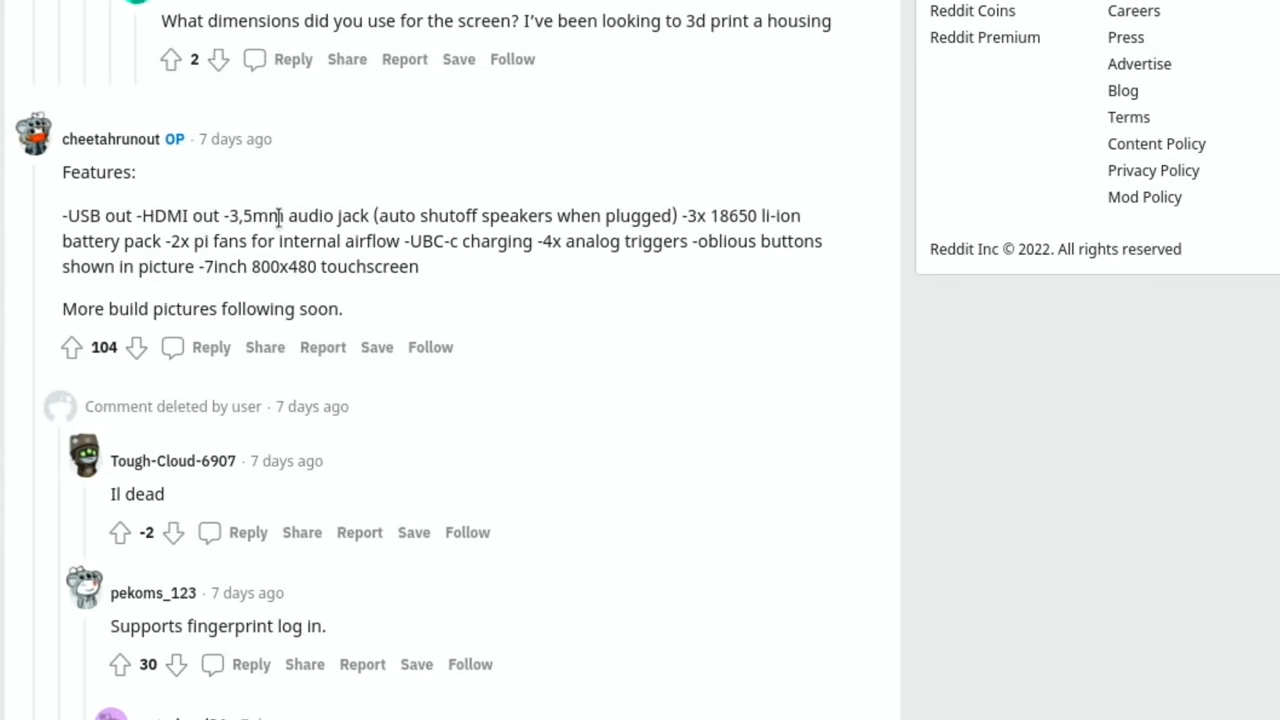 What dimensions did you use for the screen? I’ve been looking to 3d print a housing
2 Reply Share Report Save Follow
cheetahrunout OP · 7 days ago
Features:
-USB out -HDMI out -3,5mm audio jack (auto shutoff speakers when plugged) -3x 18650 li-ion
battery pack -2x pi fans for internal airflow -UBC-c charging -4x analog triggers -oblious buttons
shown in picture -7inch 800x480 touchscreen
More build pictures following soon.
104 Reply Share Report Save Follow
Comment deleted by user · 7 days ago
Tough-Cloud-6907 · 7 days ago
Il dead
-2 Reply Share Report Save Follow
pekoms_123 · 7 days ago
Supports fingerprint log in.
30 Reply Share Report Save Follow
Reddit Coins
Reddit Premium
Careers
Press
Advertise
Blog
Terms
Content Policy
Privacy Policy
Mod Policy
Reddit Inc © 2022. All rights reserved